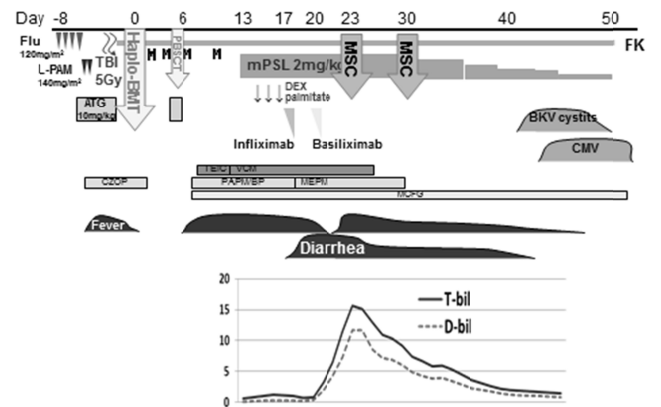 Day -8 0 6 13 17 20 23 30 40 50
Flu
120mg/m²
L-PAM
140mg/m²
TBI
5Gy
Haplo-BMT
M M M M
PBSCT
FK
ATG
10mg/kg
mPSL 2mg/kg
MSC
MSC
DEX
palmitate
Infliximab Basiliximab
BKV cystits
CMV
TEIC VCM
CZOP PAPM/BP MEPM
MCFG
Fever
Diarrhea
20
15
10
5
0
T-bil
D-bil